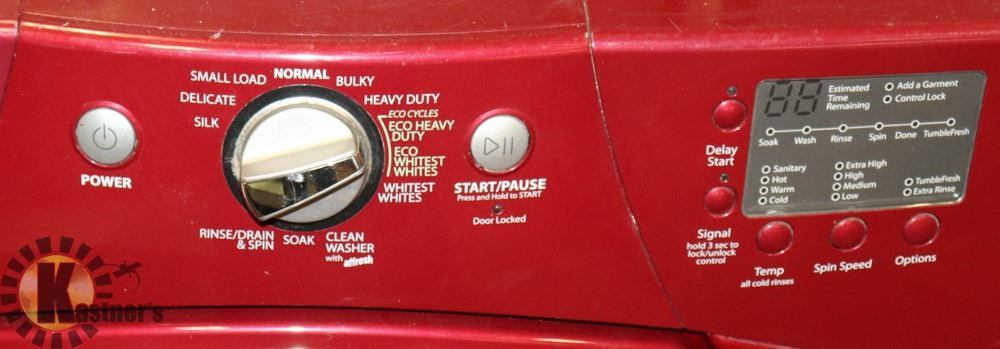 POWER
SMALL LOAD
NORMAL
BULKY
DELICATE
HEAVY DUTY
SILK
ECO CYCLES
ECO HEAVY
DUTY
ECO
WHITEST
WHITES
WHITEST
WHITES
RINSE/DRAIN
& SPIN
SOAK
CLEAN
WASHER
with affresh
START/PAUSE
Press and Hold to START
Door Locked
Delay
Start
Signal
hold 3 sec to
lock/unlock
control
88
Estimated
Time
Remaining
Add a Garment
Control Lock
Soak Wash Rinse Spin Done TumbleFresh
Sanitary
Hot
Warm
Cold
Extra High
High
Medium
Low
TumbleFresh
Extra Rinse
Temp
all cold rinses
Spin Speed
Options
Kastner's